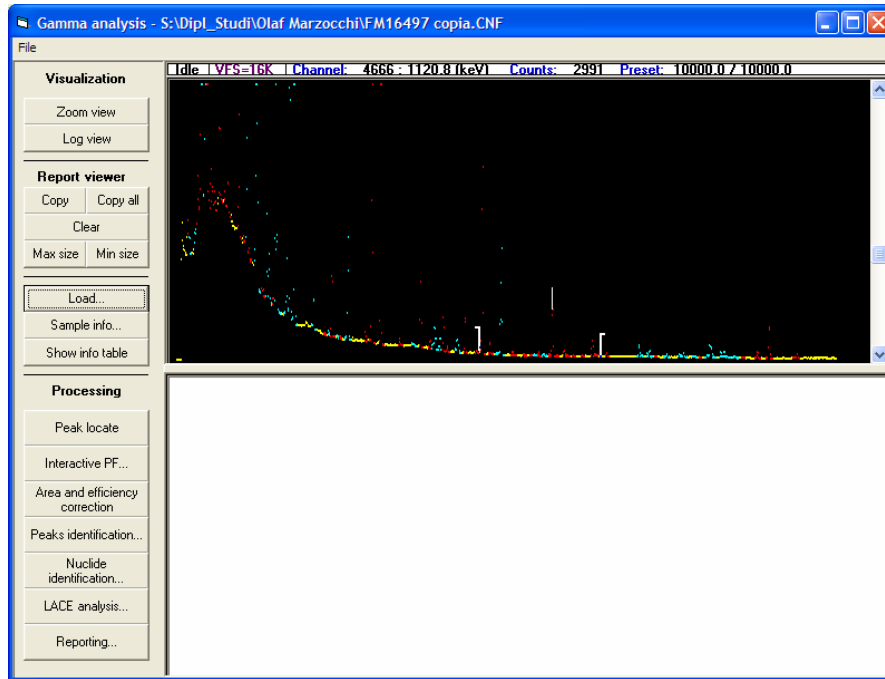 Gamma analysis - S:\Dipl_Studi\Olaf Marzocchi\FM16497 copia.CNF
File
Visualization
Idle VFS=16K Channel: 4666 : 1120.8 (keV) Counts: 2991 Preset: 10000.0 / 10000.0
Zoom view
Log view
Report viewer
Copy Copy all
Clear
Max size Min size
Load...
Sample info...
Show info table
Processing
Peak locate
Interactive PF...
Area and efficiency
correction
Peaks identification...
Nuclide
identification...
LACE analysis...
Reporting...